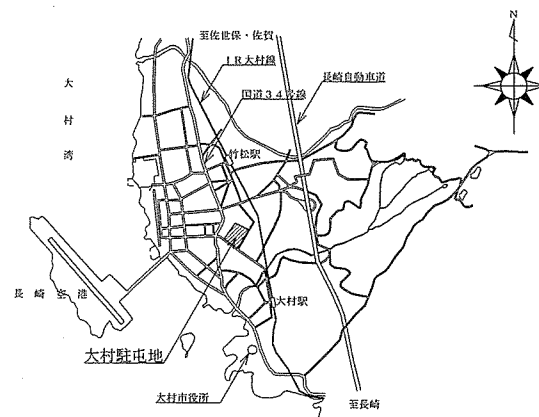 N
至佐世保・佐賀
JR大村線
長崎自動車道
国道34号線
大村湾
竹松駅
長崎空港
大村駅
大村駐屯地
大村市役所
至長崎